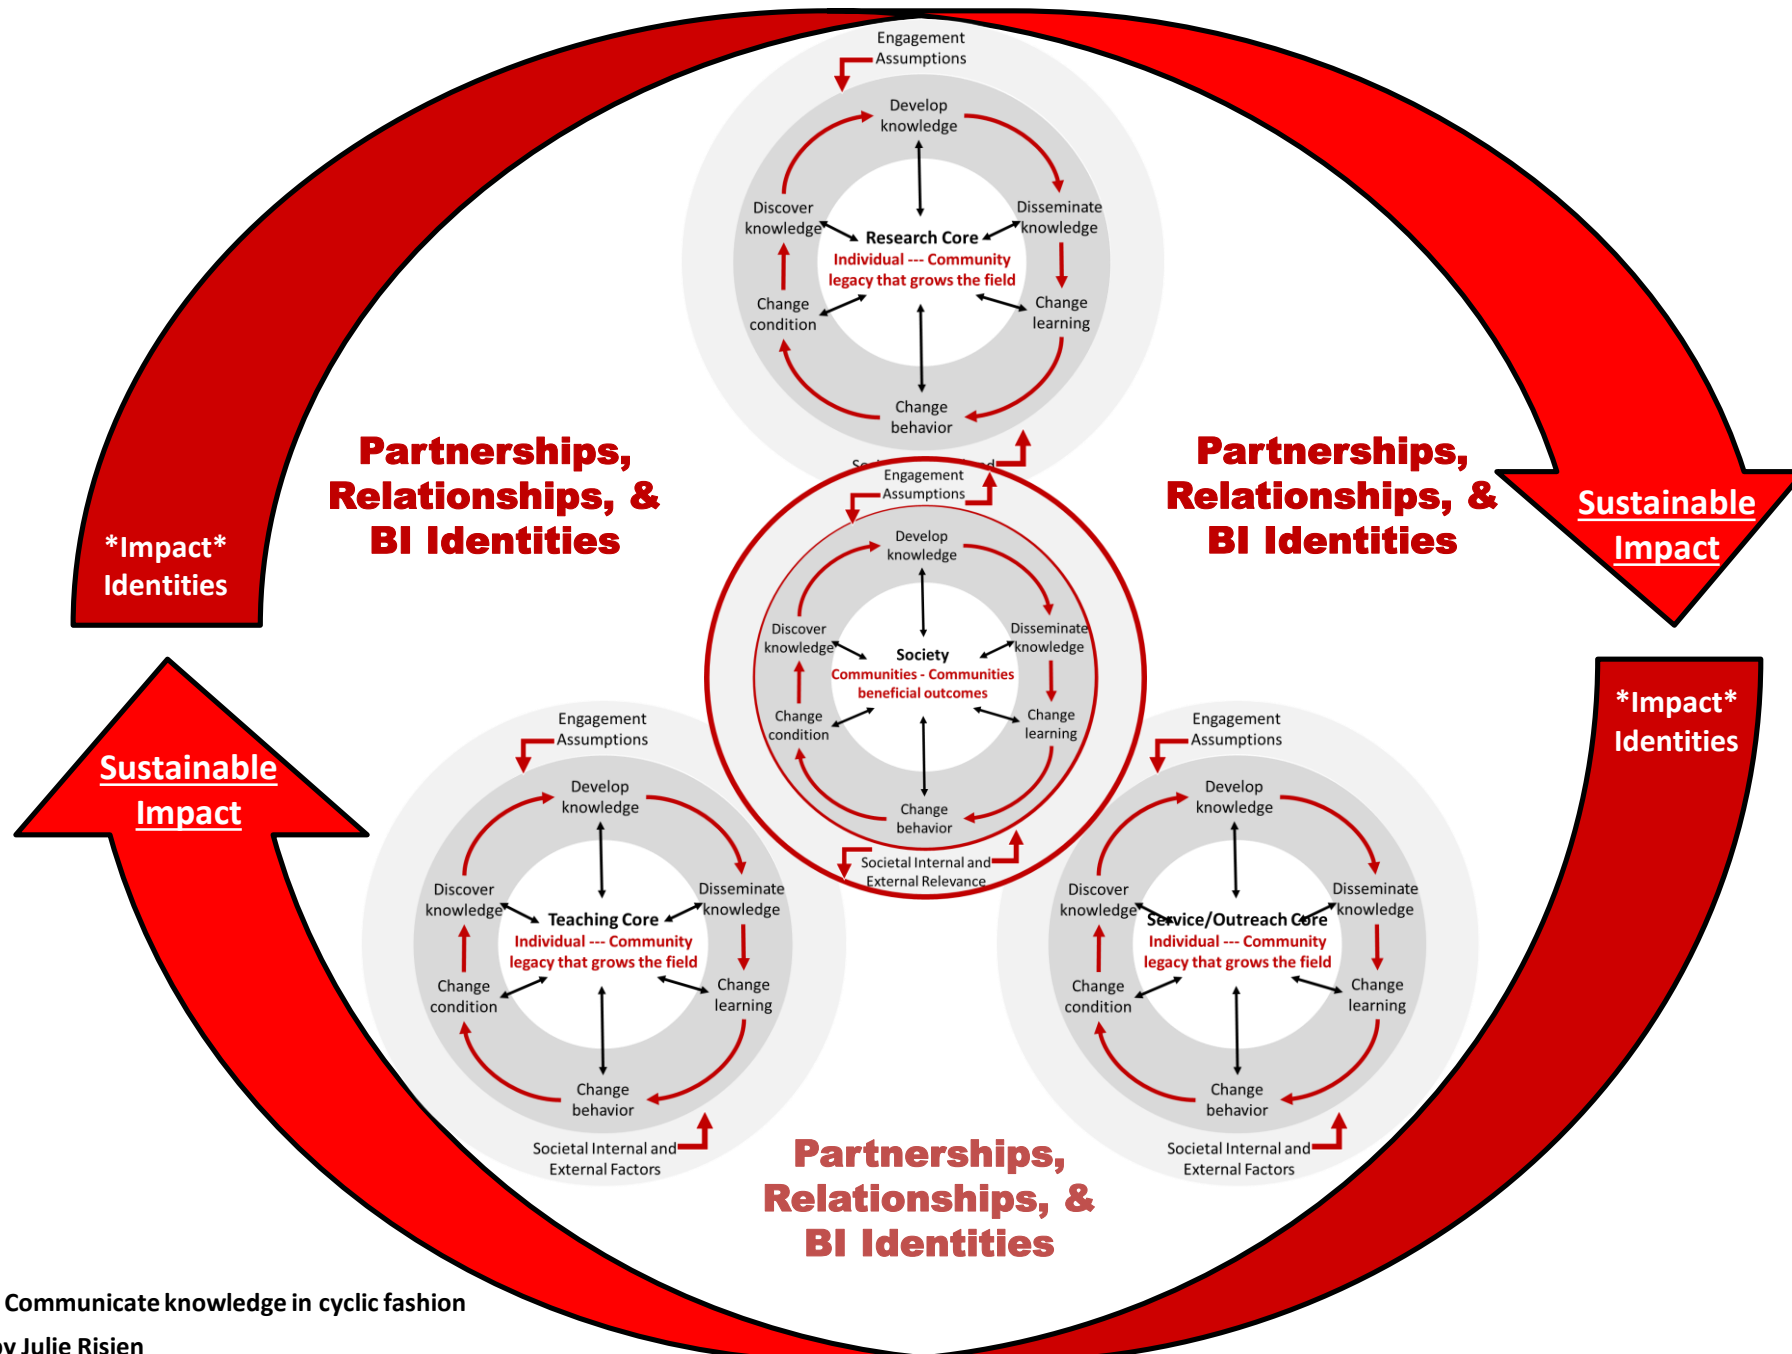 Engagement
Assumptions
Develop
knowledge
Discover
knowledge
Disseminate
knowledge
Research Core
Individual --- Community
legacy that grows the field
Change
condition
Change
learning
Change
behavior
Partnerships,
Relationships, &
BI Identities
Partnerships,
Relationships, &
BI Identities
*Impact*
Identities
Sustainable
Impact
Engagement
Assumptions
Develop
knowledge
Discover
knowledge
Disseminate
knowledge
Society
Communities - Communities
beneficial outcomes
Change
condition
Change
learning
Change
behavior
Societal Internal and
External Relevance
Sustainable
Impact
*Impact*
Identities
Engagement
Assumptions
Develop
knowledge
Discover
knowledge
Disseminate
knowledge
Teaching Core
Individual --- Community
legacy that grows the field
Change
condition
Change
learning
Change
behavior
Societal Internal and
External Factors
Engagement
Assumptions
Develop
knowledge
Discover
knowledge
Disseminate
knowledge
Service/Outreach Core
Individual --- Community
legacy that grows the field
Change
condition
Change
learning
Change
behavior
Societal Internal and
External Factors
Partnerships,
Relationships, &
BI Identities
Communicate knowledge in cyclic fashion
by Julie Risien